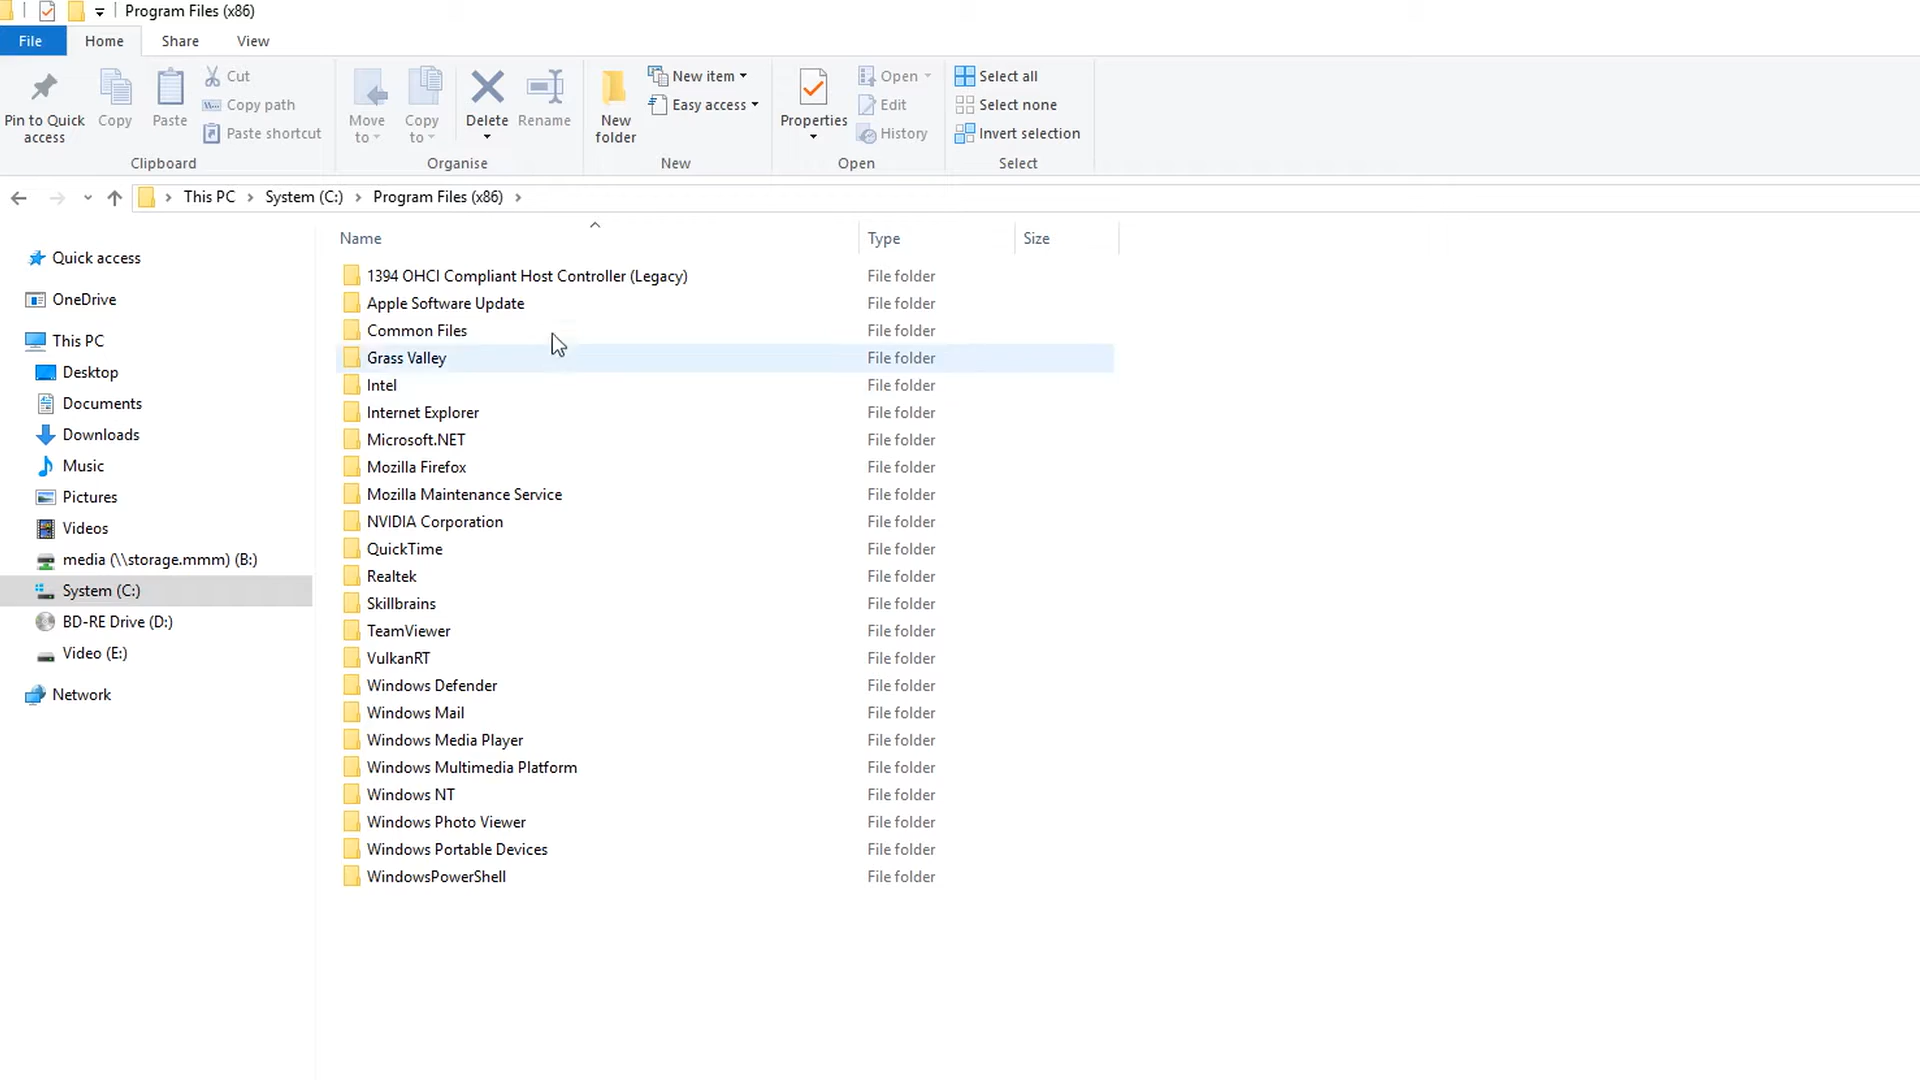 Program Files (x86)
File Home Share View
Pin to Quick access
Copy
Paste
Cut
Copy path
Paste shortcut
Clipboard
Move to
Copy to
Delete
Rename
Organise
New folder
New item
Easy access
New
Properties
Open
Edit
History
Open
Select all
Select none
Invert selection
Select
This PC > System (C:) > Program Files (x86) >
Quick access
OneDrive
This PC
Desktop
Documents
Downloads
Music
Pictures
Videos
media (\\storage.mmm) (B:)
System (C:)
BD-RE Drive (D:)
Video (E:)
Network
Name Type Size
1394 OHCI Compliant Host Controller (Legacy) File folder
Apple Software Update File folder
Common Files File folder
Grass Valley File folder
Intel File folder
Internet Explorer File folder
Microsoft.NET File folder
Mozilla Firefox File folder
Mozilla Maintenance Service File folder
NVIDIA Corporation File folder
QuickTime File folder
Realtek File folder
Skillbrains File folder
TeamViewer File folder
VulkanRT File folder
Windows Defender File folder
Windows Mail File folder
Windows Media Player File folder
Windows Multimedia Platform File folder
Windows NT File folder
Windows Photo Viewer File folder
Windows Portable Devices File folder
WindowsPowerShell File folder